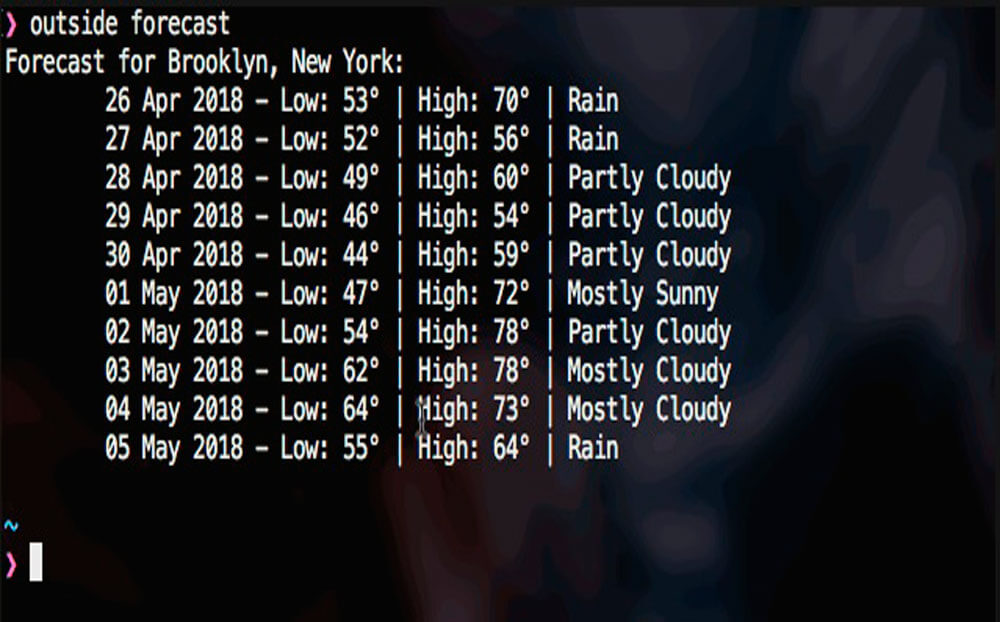 ❯ outside forecast
Forecast for Brooklyn, New York:
26 Apr 2018 – Low: 53° | High: 70° | Rain
27 Apr 2018 – Low: 52° | High: 56° | Rain
28 Apr 2018 – Low: 49° | High: 60° | Partly Cloudy
29 Apr 2018 – Low: 46° | High: 54° | Partly Cloudy
30 Apr 2018 – Low: 44° | High: 59° | Partly Cloudy
01 May 2018 – Low: 47° | High: 72° | Mostly Sunny
02 May 2018 – Low: 54° | High: 78° | Partly Cloudy
03 May 2018 – Low: 62° | High: 78° | Mostly Cloudy
04 May 2018 – Low: 64° | High: 73° | Mostly Cloudy
05 May 2018 – Low: 55° | High: 64° | Rain
~
❯